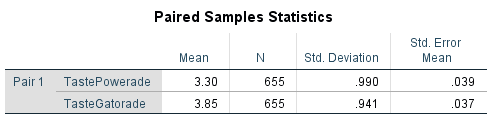 Paired Samples Statistics
Mean N Std. Deviation Std. Error Mean
Pair 1 TastePowerade 3.30 655 .990 .039
TasteGatorade 3.85 655 .941 .037